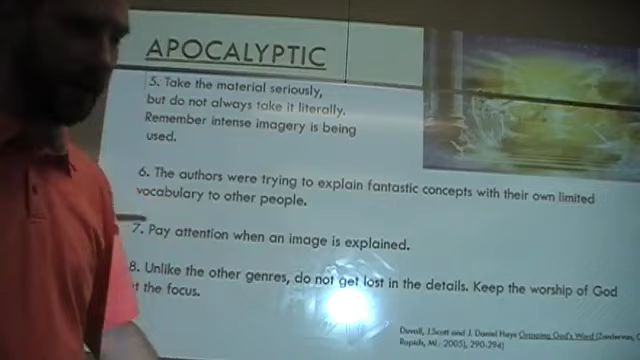 APOCALYPTIC
5. Take the material seriously,
but do not always take it literally.
Remember intense imagery is being
used.
6. The authors were trying to explain fantastic concepts with their own limited
vocabulary to other people.
7. Pay attention when an image is explained.
8. Unlike the other genres, do not get lost in the details. Keep the worship of God
the focus.
Duvall, J.Scott and J. Daniel Hays Grasping God's Word (Zondervan,
Rapids, MI. 2005), 290-294)